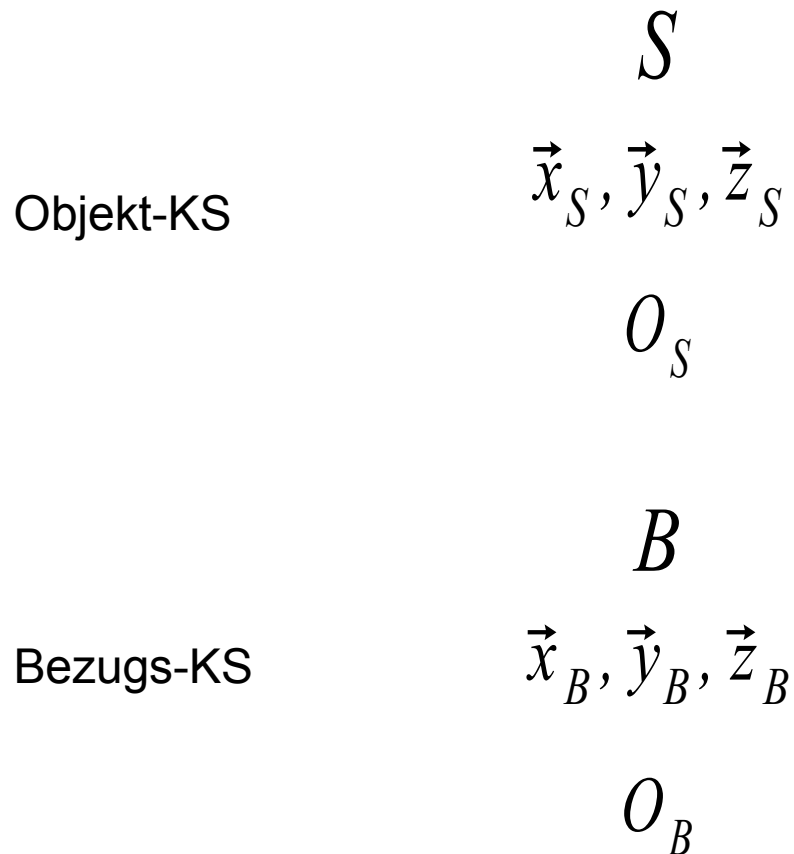 S
Objekt-KS
x⃗_S, y⃗_S, z⃗_S
O_S
B
Bezugs-KS
x⃗_B, y⃗_B, z⃗_B
O_B